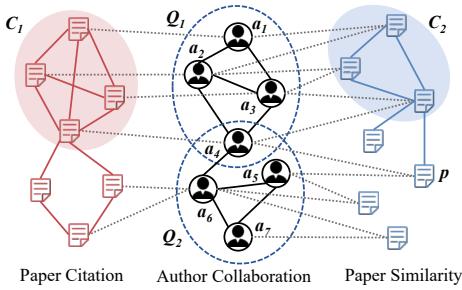 C1 Q1 a1 C2
a2
a3
a4
a5 p
a6
Q2 a7
Paper Citation Author Collaboration Paper Similarity